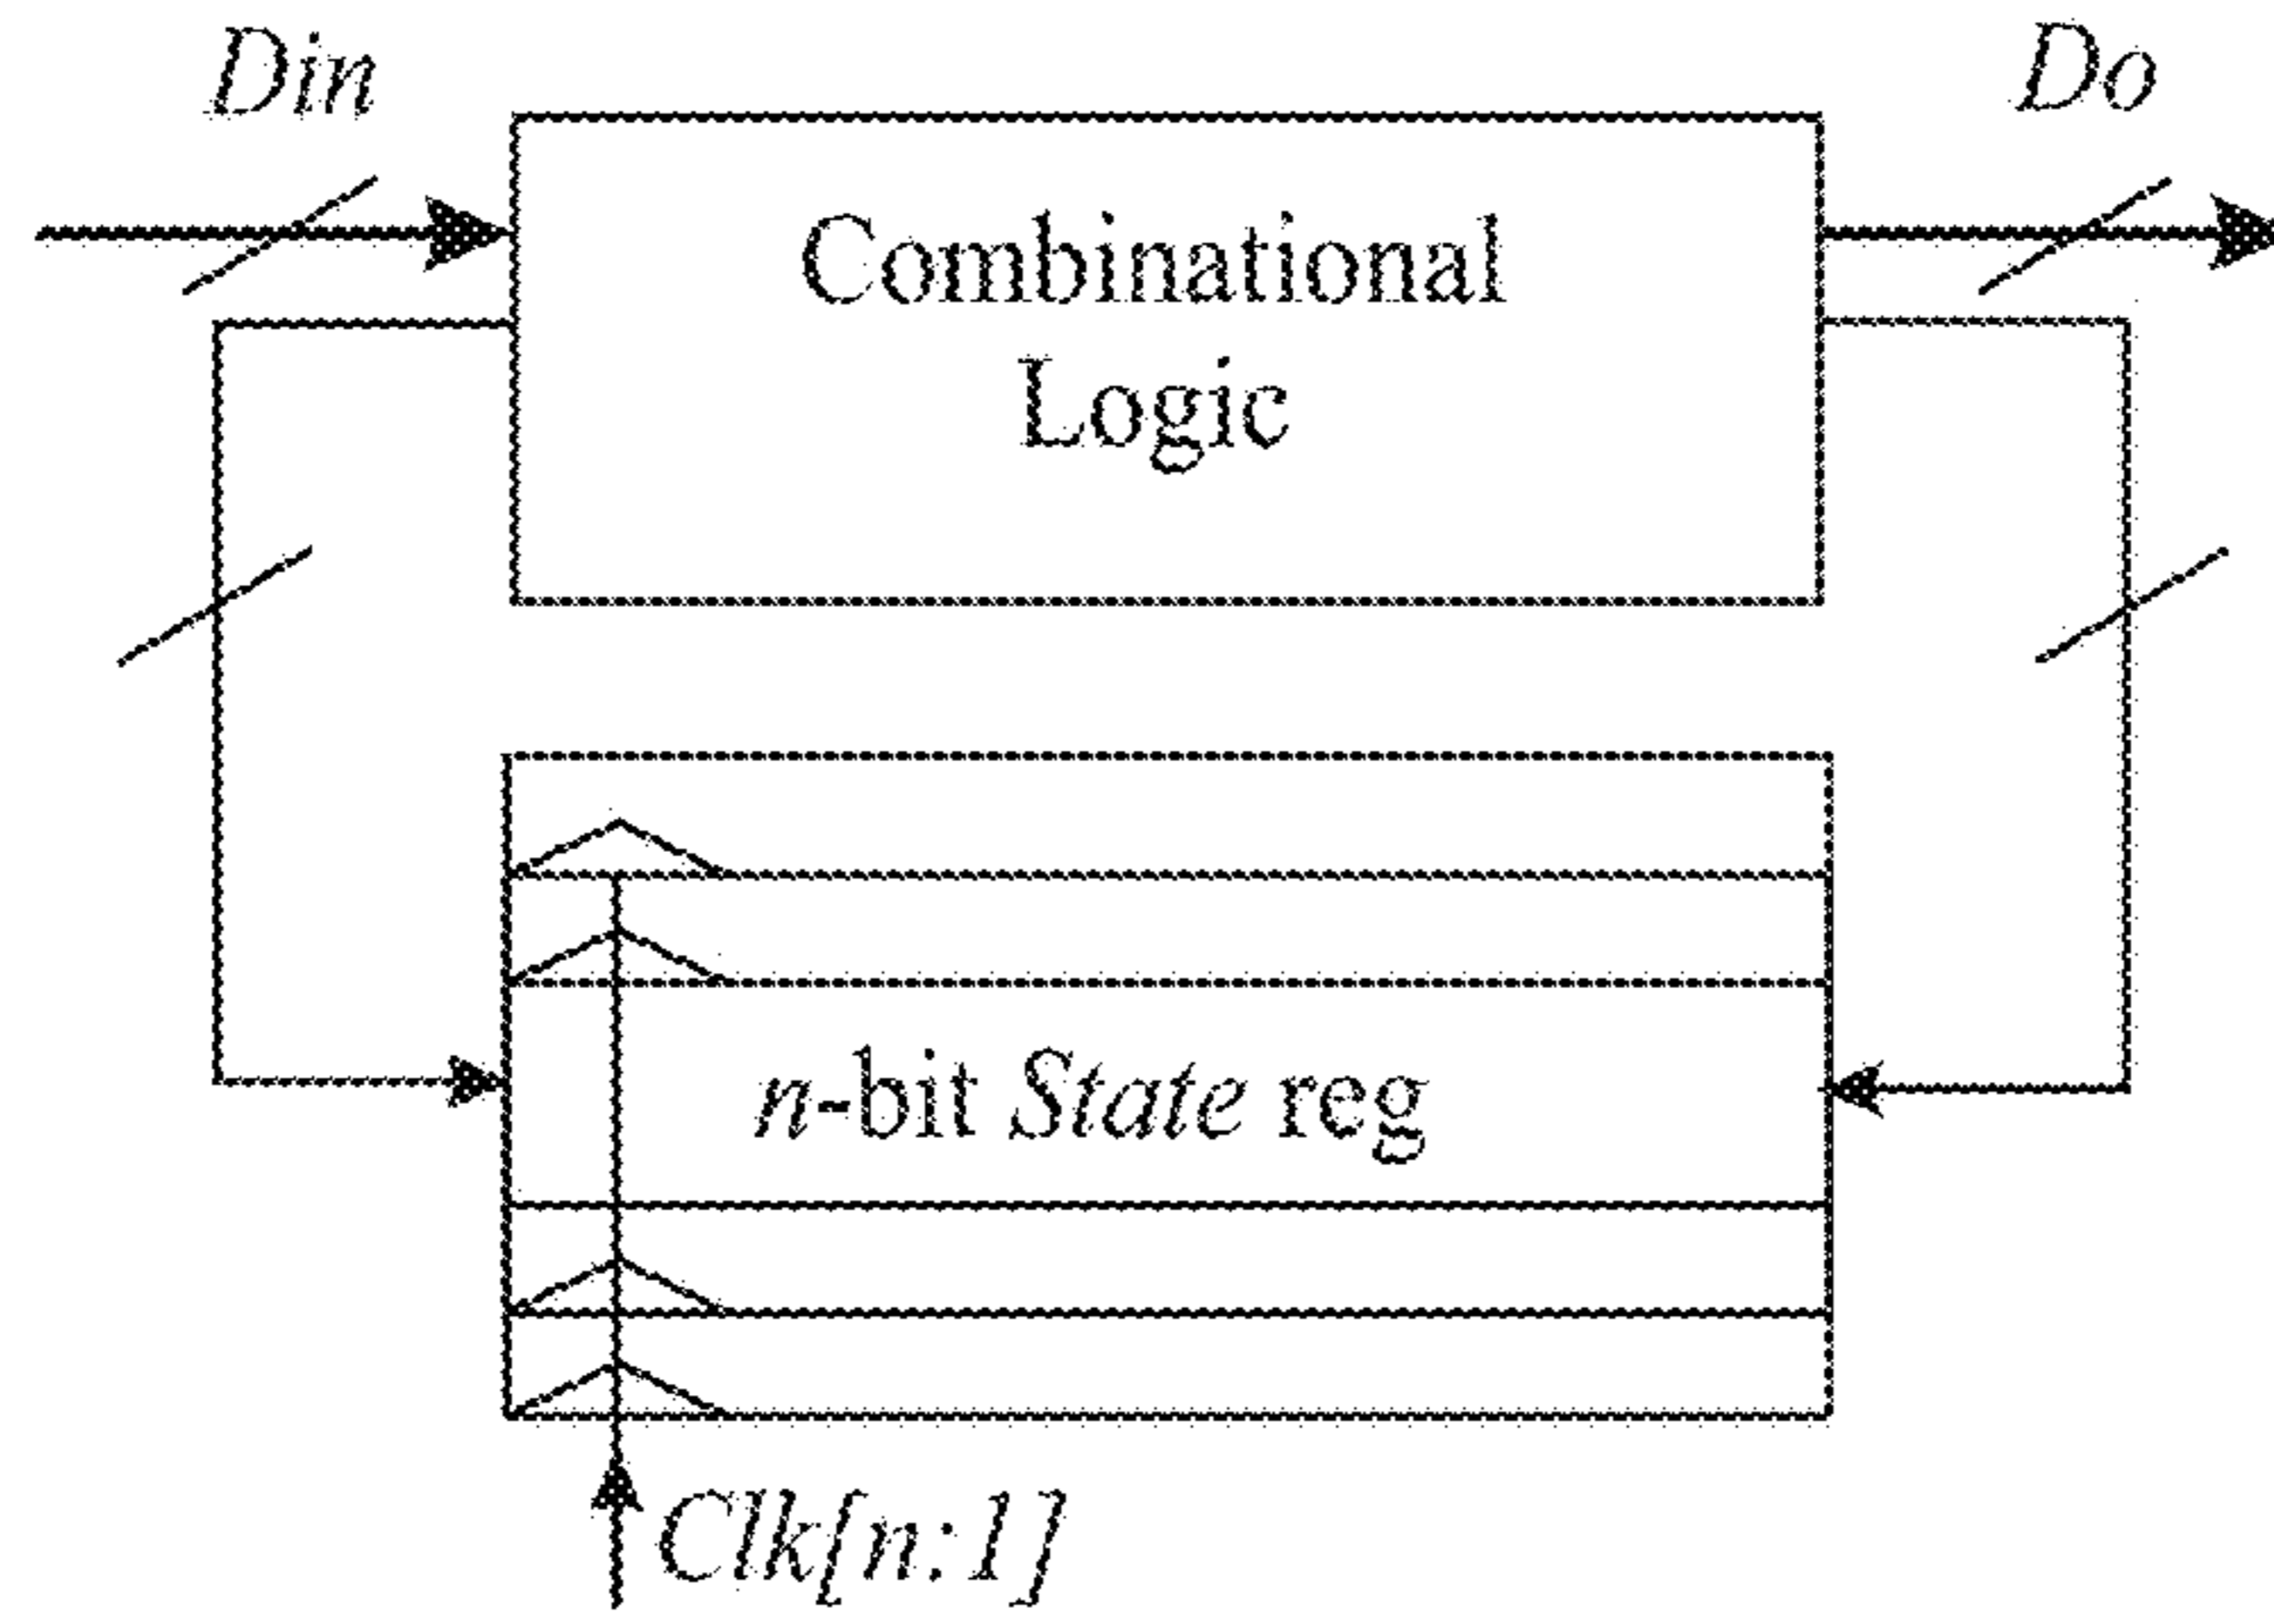 Din
Do
Combinational
Logic
n-bit State reg
Clk[n:1]